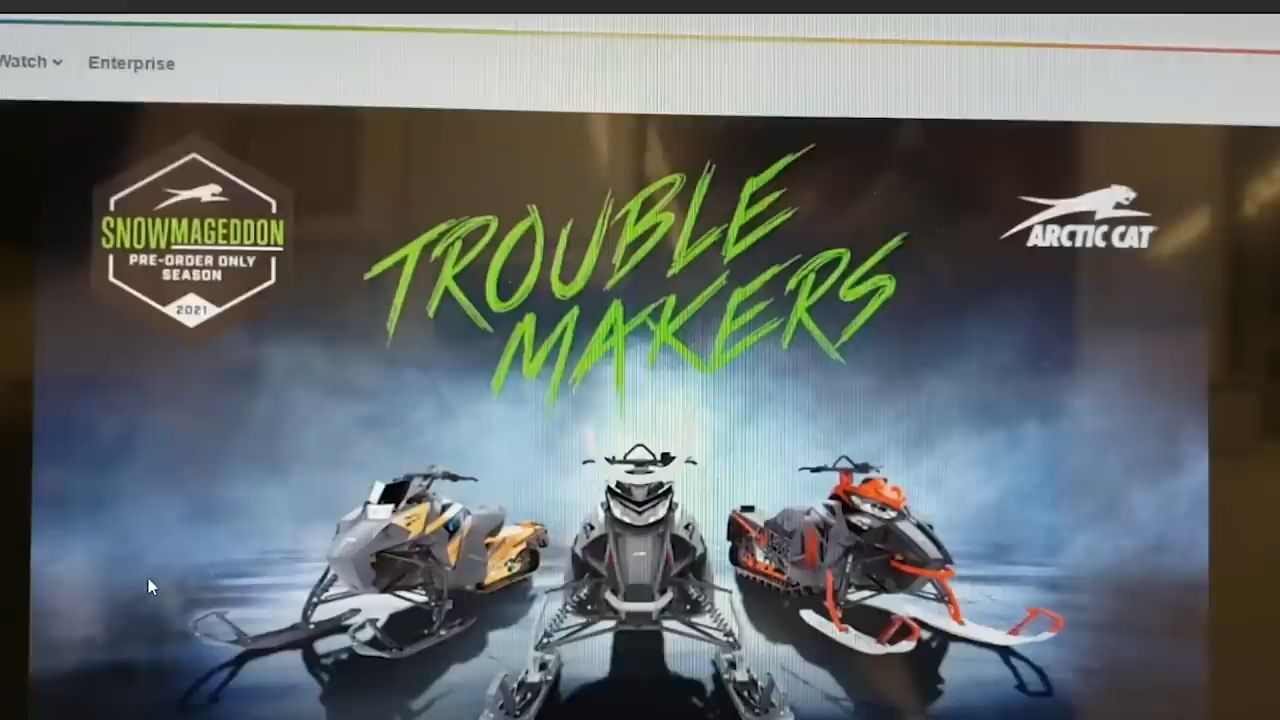 Watch
Enterprise
SNOWMAGEDDON
PRE-ORDER ONLY
SEASON
2021
TROUBLE
MAKERS
ARCTIC CAT